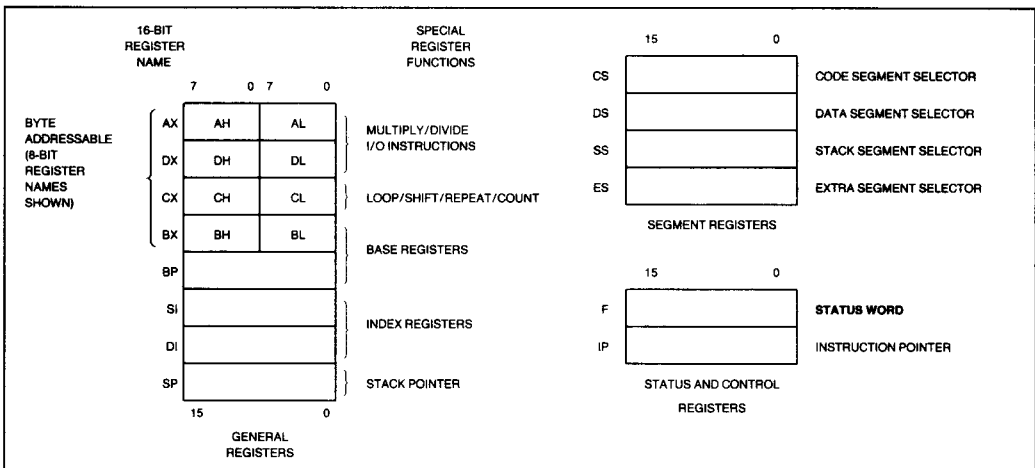 16-BIT
REGISTER
NAME
SPECIAL
REGISTER
FUNCTIONS
7 0 7 0
BYTE
ADDRESSABLE
(8-BIT
REGISTER
NAMES
SHOWN)
AX AH AL
DX DH DL
CX CH CL
BX BH BL
BP
SI
DI
SP
15 0
MULTIPLY/DIVIDE
I/O INSTRUCTIONS
LOOP/SHIFT/REPEAT/COUNT
BASE REGISTERS
INDEX REGISTERS
STACK POINTER
GENERAL
REGISTERS
15 0
CS CODE SEGMENT SELECTOR
DS DATA SEGMENT SELECTOR
SS STACK SEGMENT SELECTOR
ES EXTRA SEGMENT SELECTOR
SEGMENT REGISTERS
15 0
F STATUS WORD
IP INSTRUCTION POINTER
STATUS AND CONTROL
REGISTERS